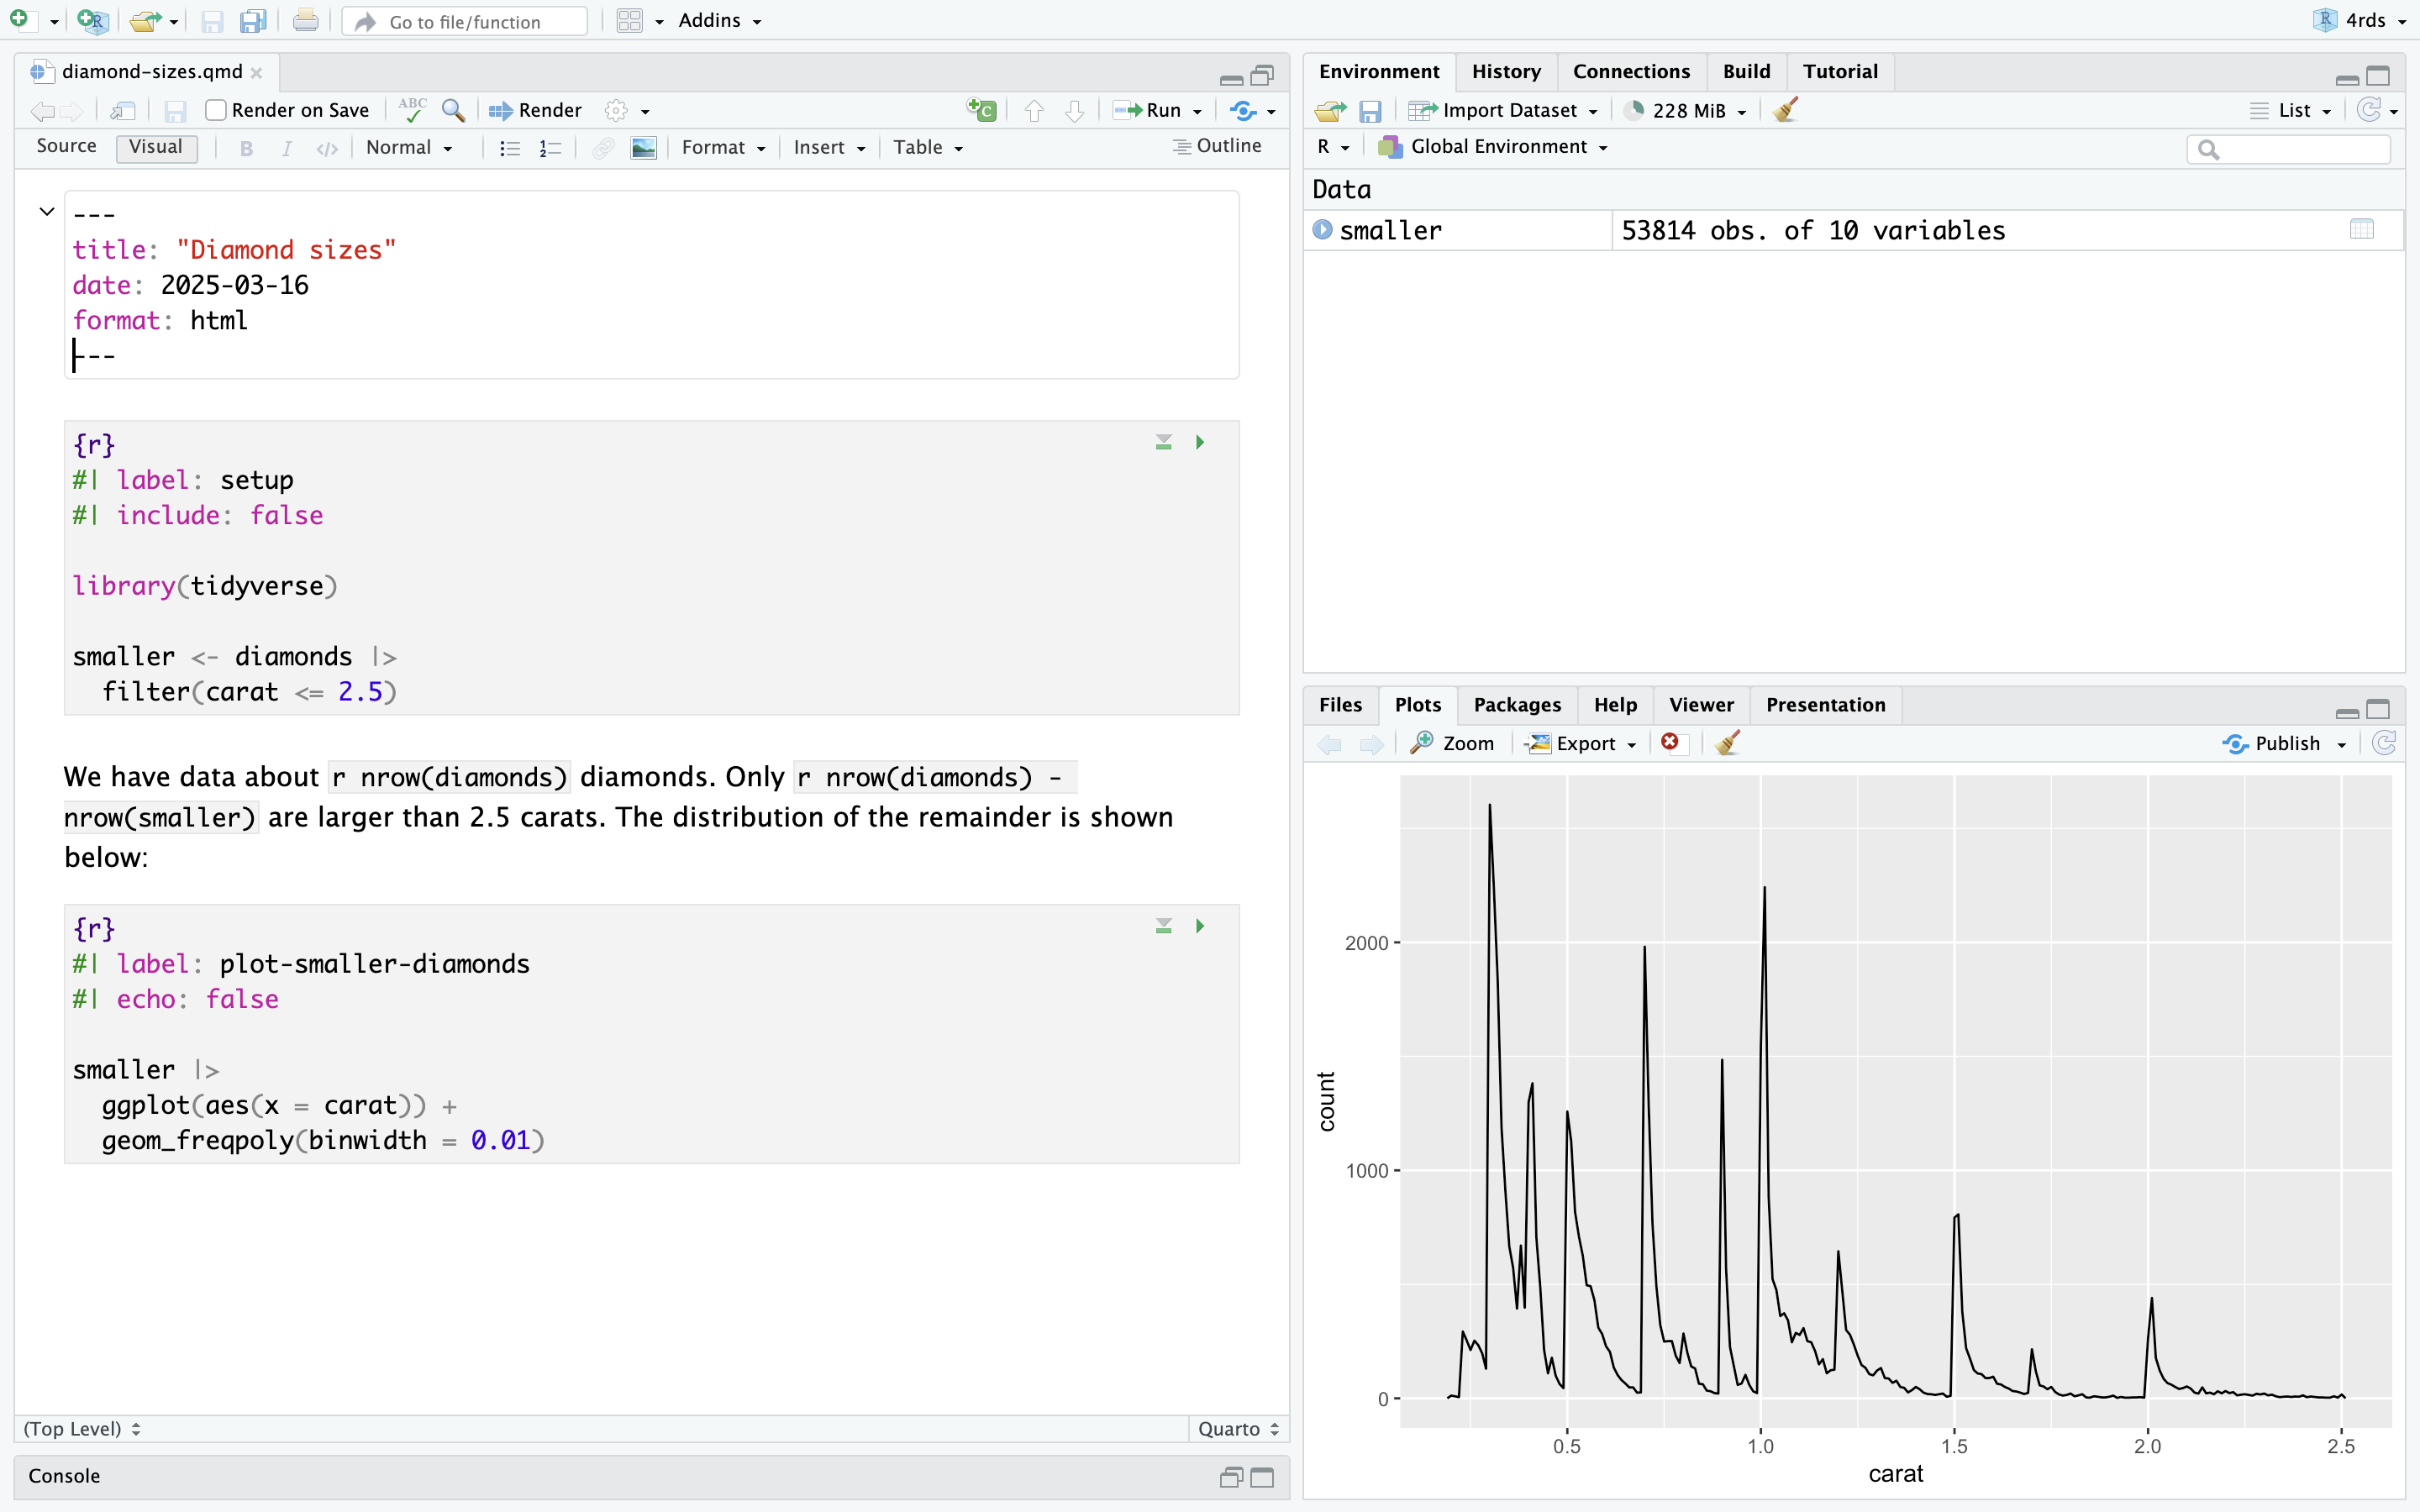 Go to file/function Addins 4rds
diamond-sizes.qmd
Render on Save ABC Render Run
Source Visual B I </> Normal Format Insert Table Outline
---
title: "Diamond sizes"
date: 2025-03-16
format: html
---
{r}
#| label: setup
#| include: false
library(tidyverse)
smaller <- diamonds |>
filter(carat <= 2.5)
We have data about r nrow(diamonds) diamonds. Only r nrow(diamonds) -
nrow(smaller) are larger than 2.5 carats. The distribution of the remainder is shown
below:
{r}
#| label: plot-smaller-diamonds
#| echo: false
smaller |>
ggplot(aes(x = carat)) +
geom_freqpoly(binwidth = 0.01)
(Top Level) Quarto
Console
Environment History Connections Build Tutorial
Import Dataset 228 MiB List
R Global Environment
Data
smaller 53814 obs. of 10 variables
Files Plots Packages Help Viewer Presentation
Zoom Export Publish
2000
1000
0
count
0.5 1.0 1.5 2.0 2.5
carat